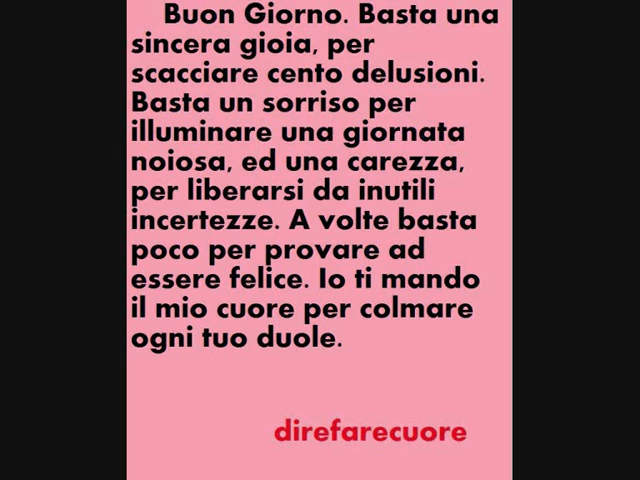 Buon Giorno. Basta una
sincera gioia, per
scacciare cento delusioni.
Basta un sorriso per
illuminare una giornata
noiosa, ed una carezza,
per liberarsi da inutili
incertezze. A volte basta
poco per provare ad
essere felice. Io ti mando
il mio cuore per colmare
ogni tuo duole.
direfarecuore